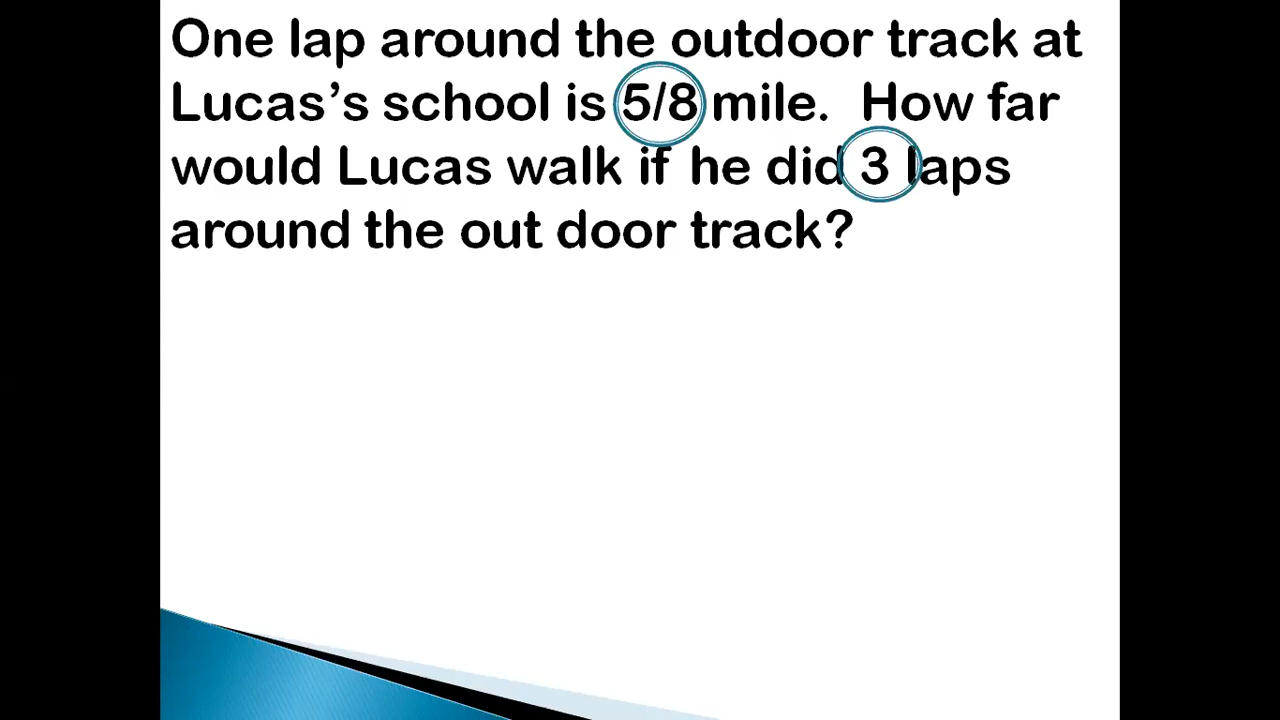 One lap around the outdoor track at
Lucas’s school is 5/8 mile.  How far
would Lucas walk if he did 3 laps
around the out door track?